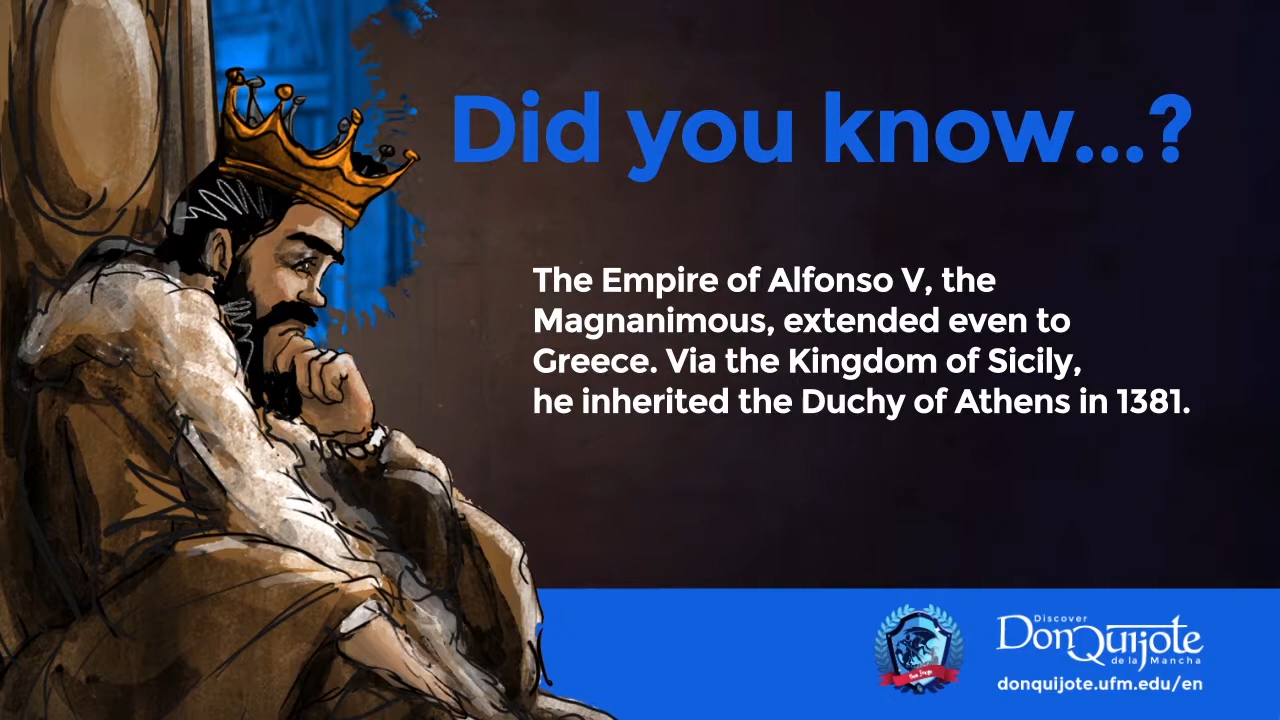 Did you know...?
The Empire of Alfonso V, the
Magnanimous, extended even to
Greece. Via the Kingdom of Sicily,
he inherited the Duchy of Athens in 1381.
Discover
DonQuijote
de la Mancha
donquijote.ufm.edu/en